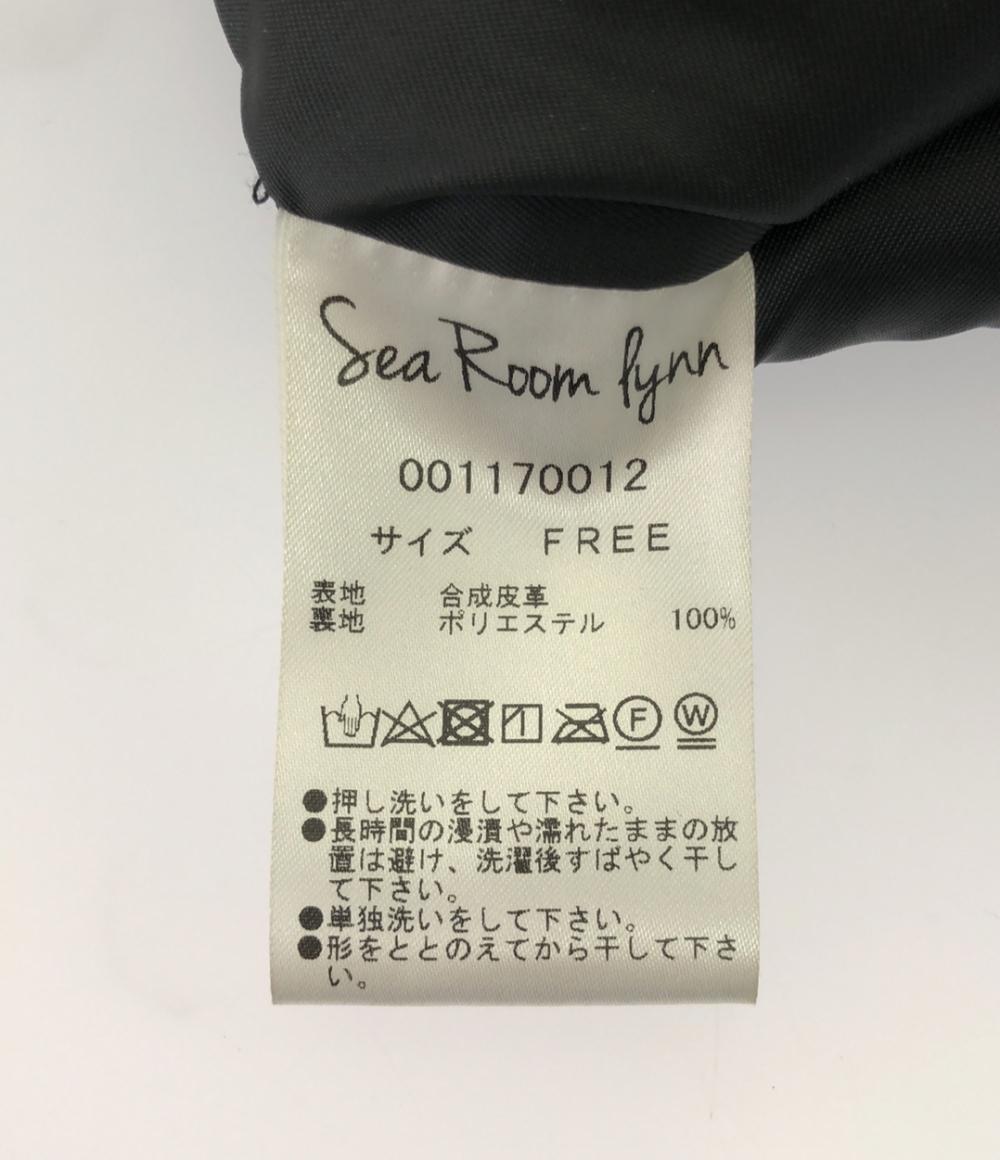 Sea Room lynn
001170012
サイズ FREE
表地 合成皮革
裏地 ポリエステル 100%
F W
●押し洗いをして下さい。
●長時間の浸漬や濡れたままの放
置は避け、洗濯後すばやく干し
て下さい。
●単独洗いをして下さい。
●形をととのえてから干して下さ
い。